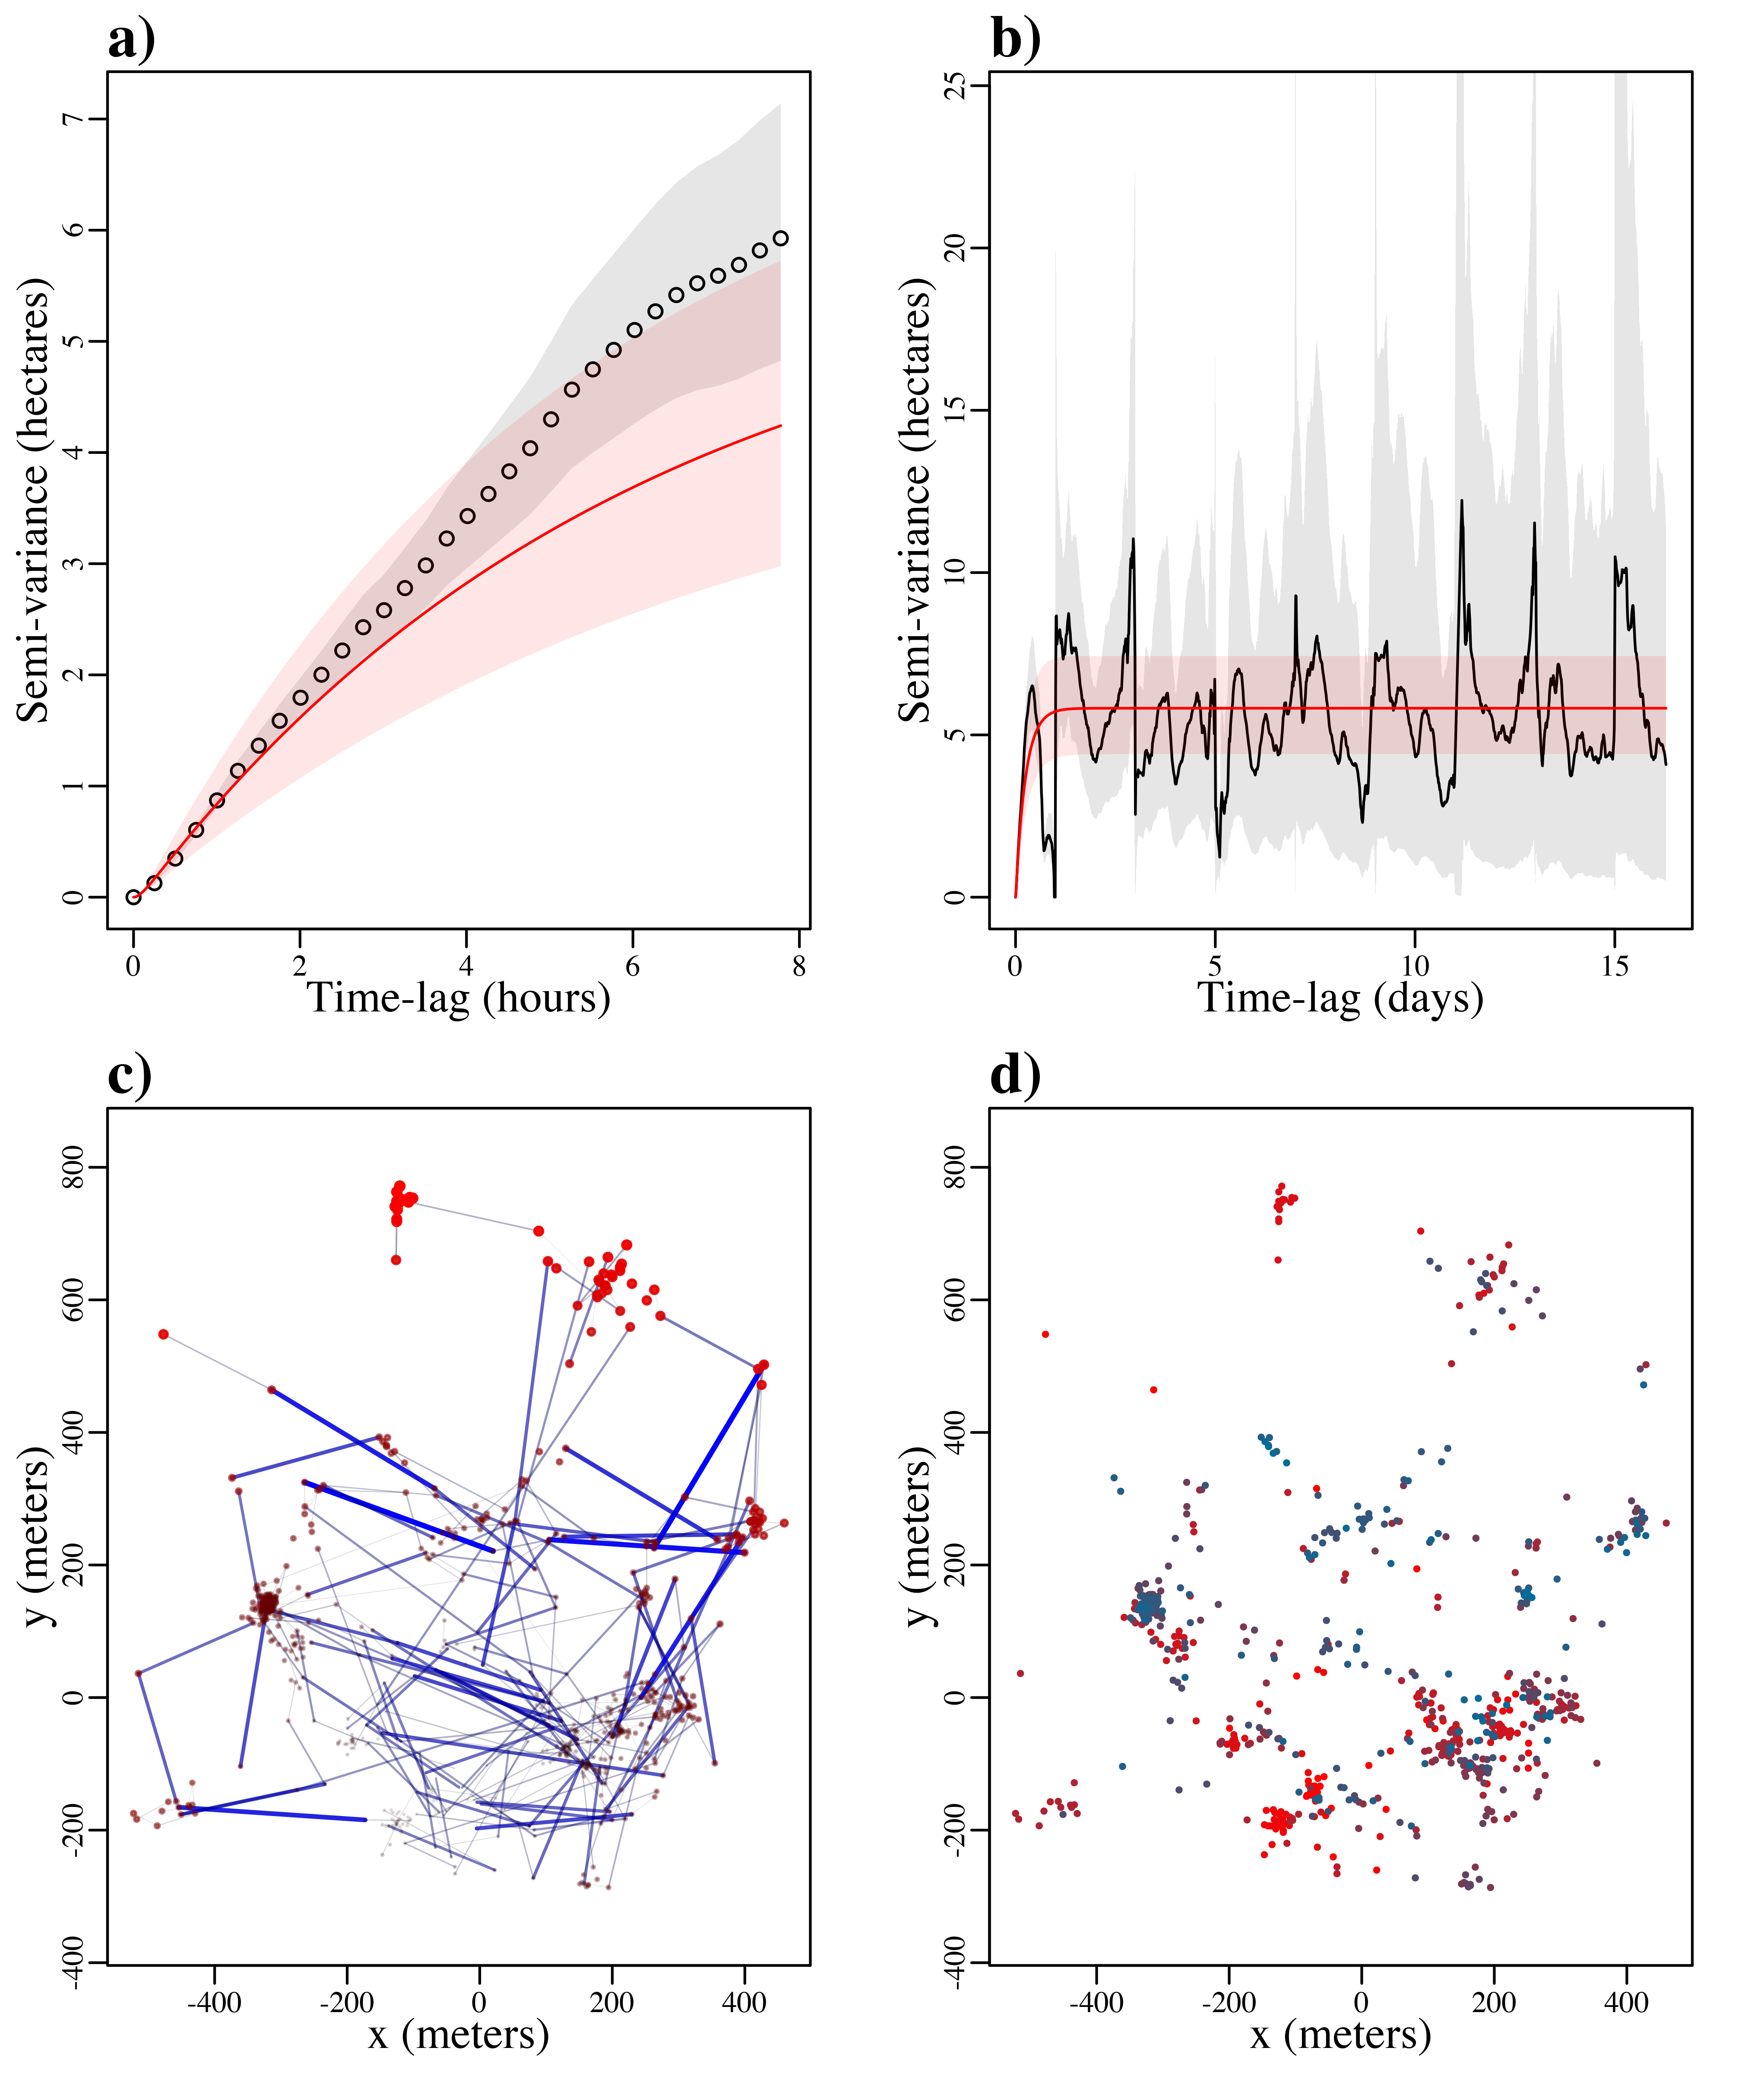 a)
Semi-variance (hectares)
7
6
5
4
3
2
1
0
0 2 4 6 8
Time-lag (hours)
b)
Semi-variance (hectares)
25
20
15
10
5
0
0 5 10 15
Time-lag (days)
c)
y (meters)
800
600
400
200
0
-200
-400
-400 -200 0 200 400
x (meters)
d)
y (meters)
800
600
400
200
0
-200
-400
-400 -200 0 200 400
x (meters)